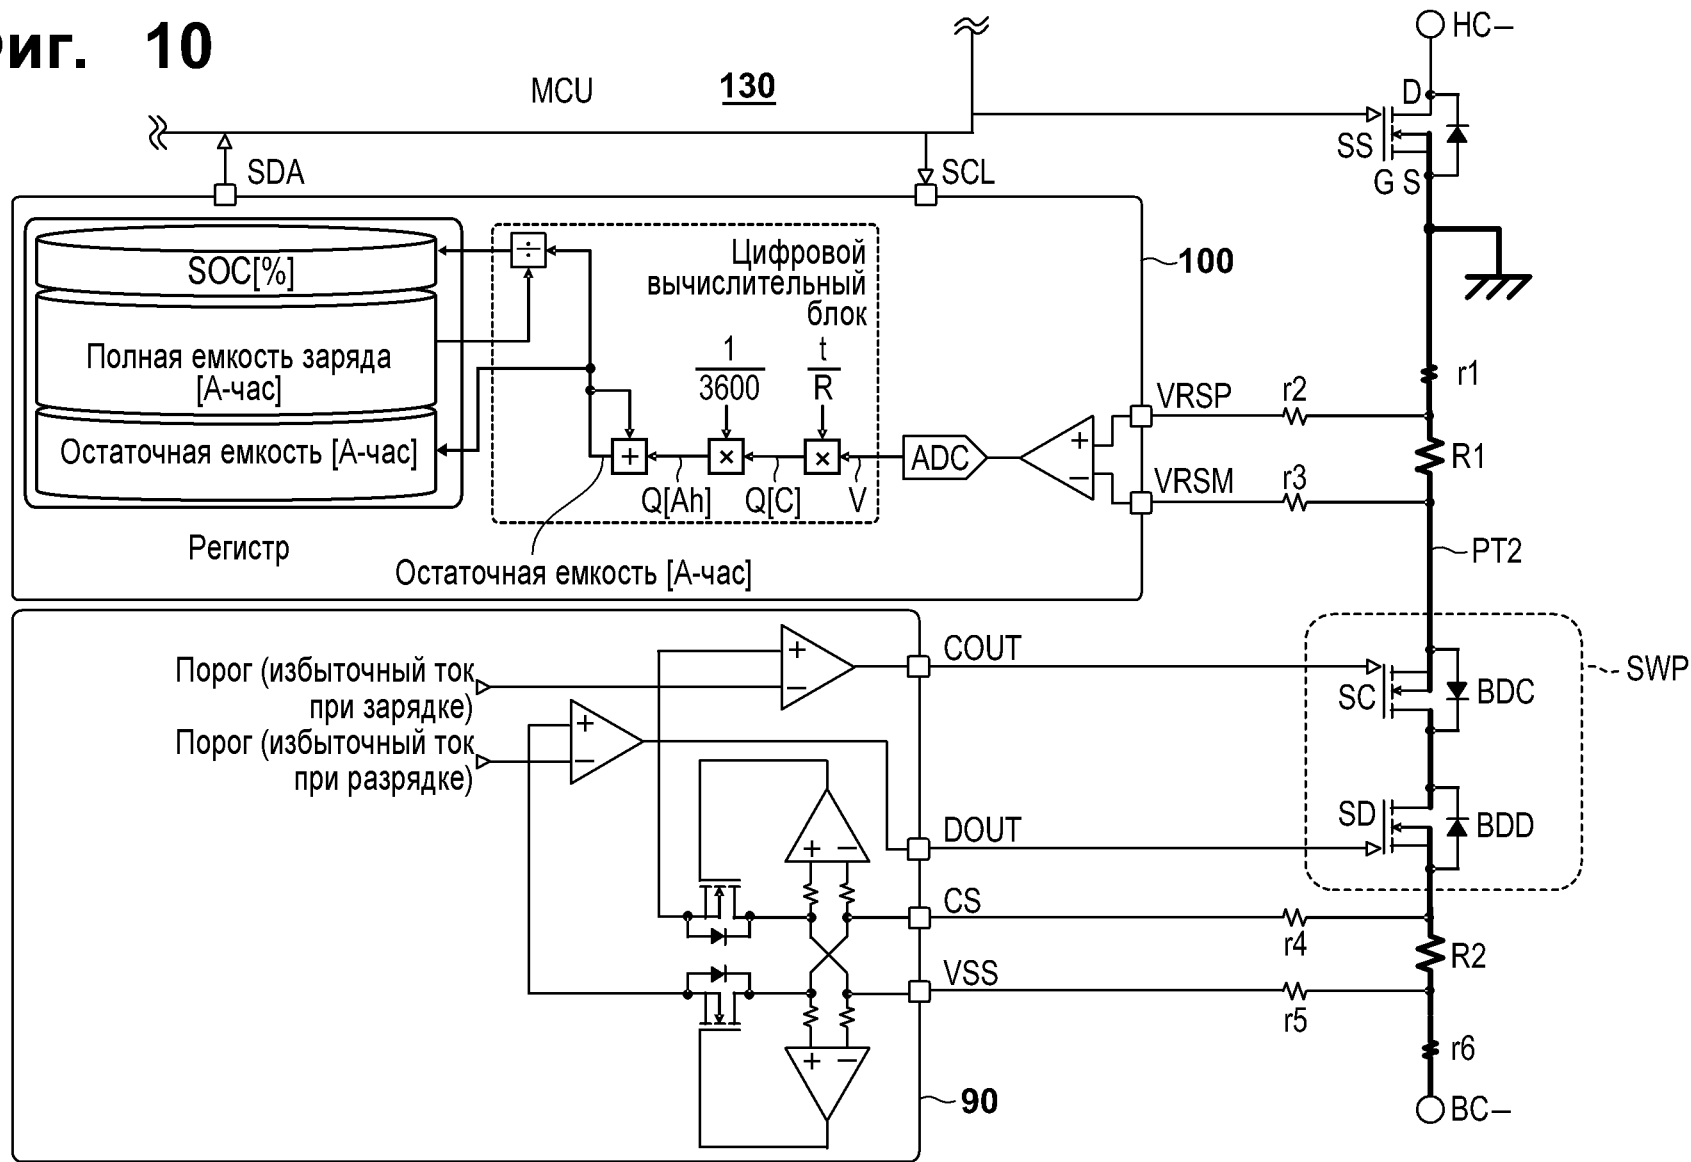 Фиг. 10
MCU 130
HC–
D
SS
G S
SDA
SCL
100
SOC[%]
Полная емкость заряда
[А-час]
Остаточная емкость [А-час]
Регистр
÷
Цифровой
вычислительный
блок
1
3600
t
R
+
×
×
Q[Ah]
Q[C]
V
ADC
+
–
Остаточная емкость [А-час]
VRSP
VRSM
r2
r3
r1
R1
PT2
SWP
SC
BDC
SD
BDD
COUT
DOUT
CS
VSS
Порог (избыточный ток
при зарядке)
Порог (избыточный ток
при разрядке)
+
–
+
–
+ –
+ –
r4
r5
R2
r6
BC–
90